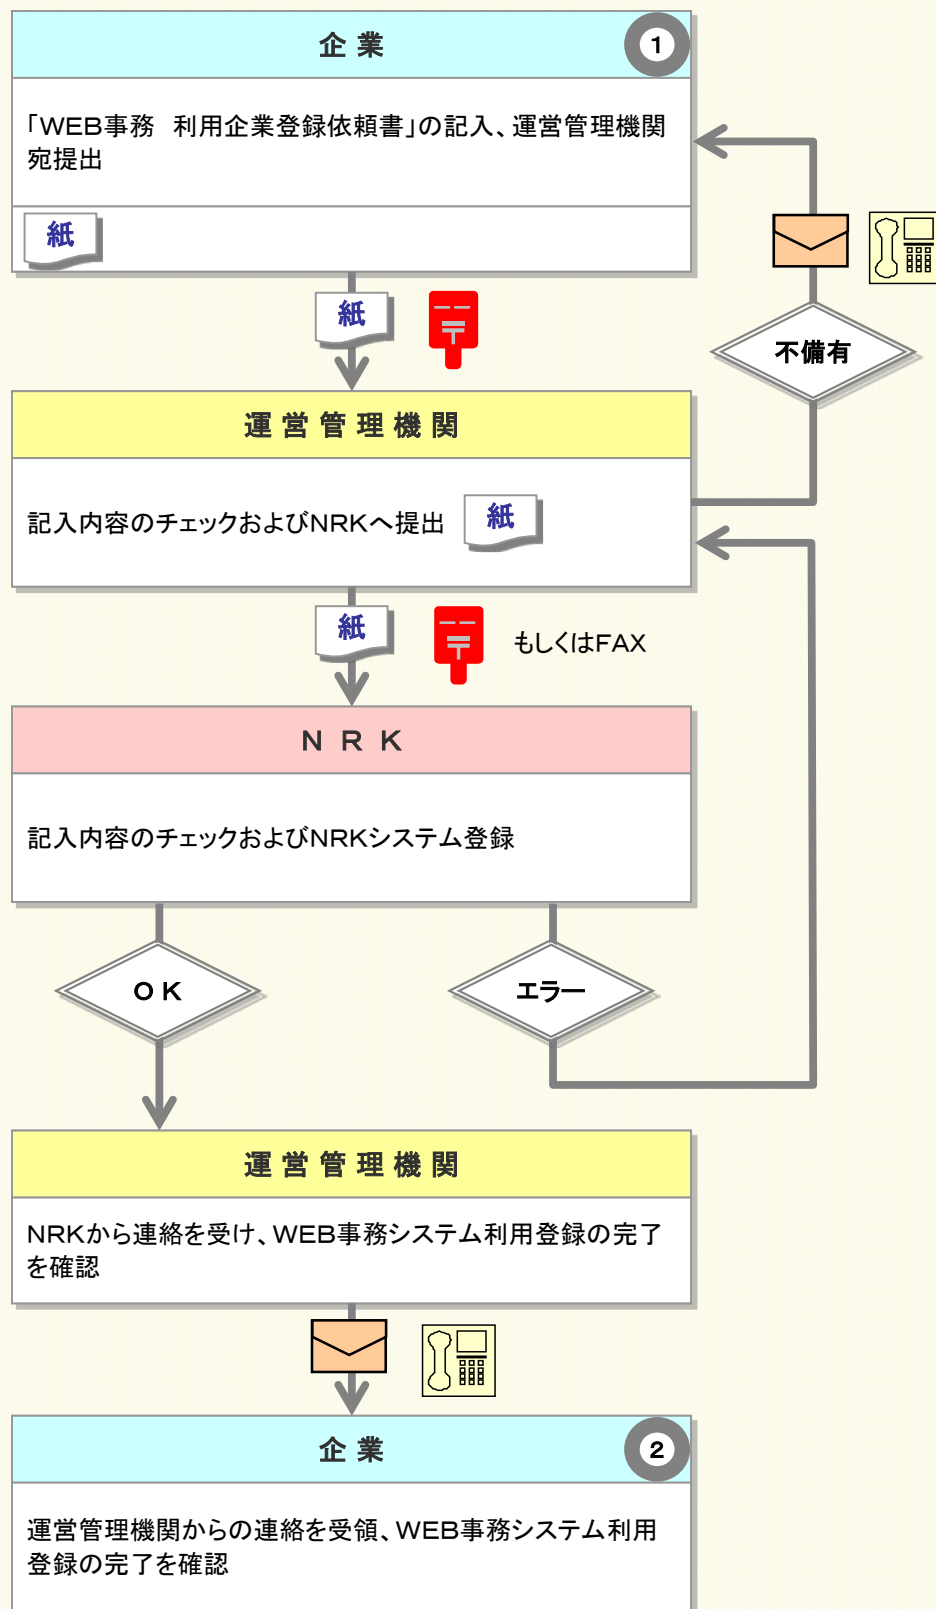 企業
1
「WEB事務　利用企業登録依頼書」の記入、運営管理機関
宛提出
紙
紙
不備有
運営管理機関
記入内容のチェックおよびNRKへ提出
紙
紙
もしくはFAX
NRK
記入内容のチェックおよびNRKシステム登録
OK
エラー
運営管理機関
NRKから連絡を受け、WEB事務システム利用登録の完了
を確認
企業
2
運営管理機関からの連絡を受領、WEB事務システム利用
登録の完了を確認